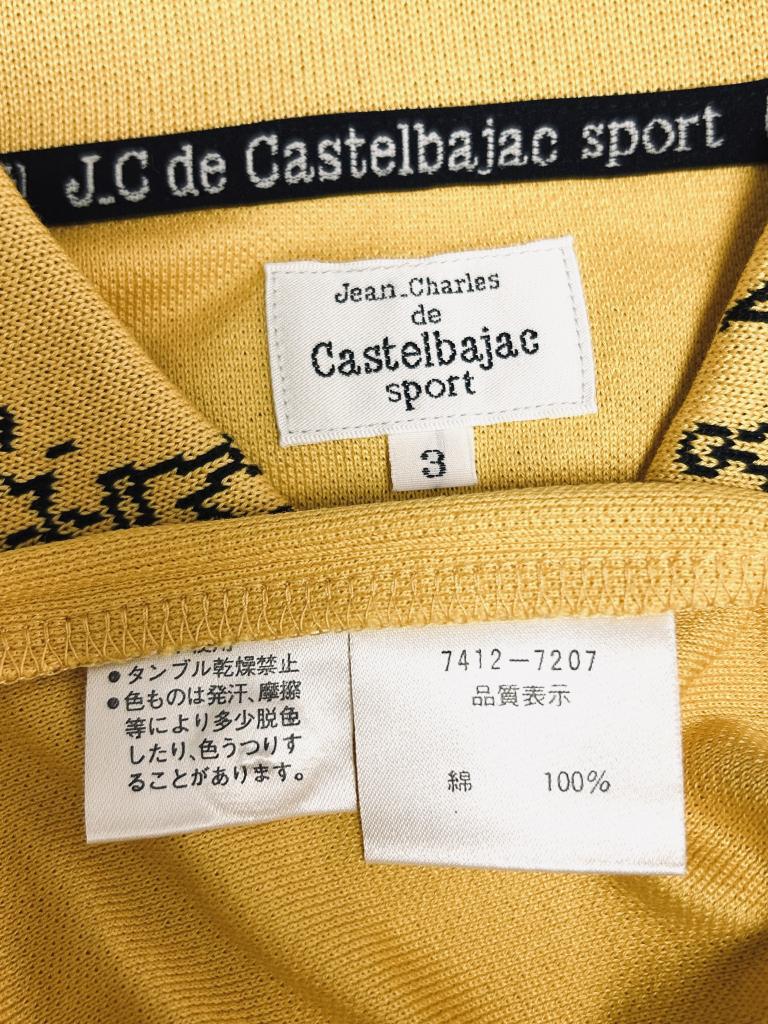 J.C de Castelbajac sport
Jean.Charles
de
Castelbajac
sport
3
●タンブル乾燥禁止
●色ものは発汗、摩擦
等により多少脱色
したり、色うつりす
ることがあります。
7412-7207
品質表示
綿 100%